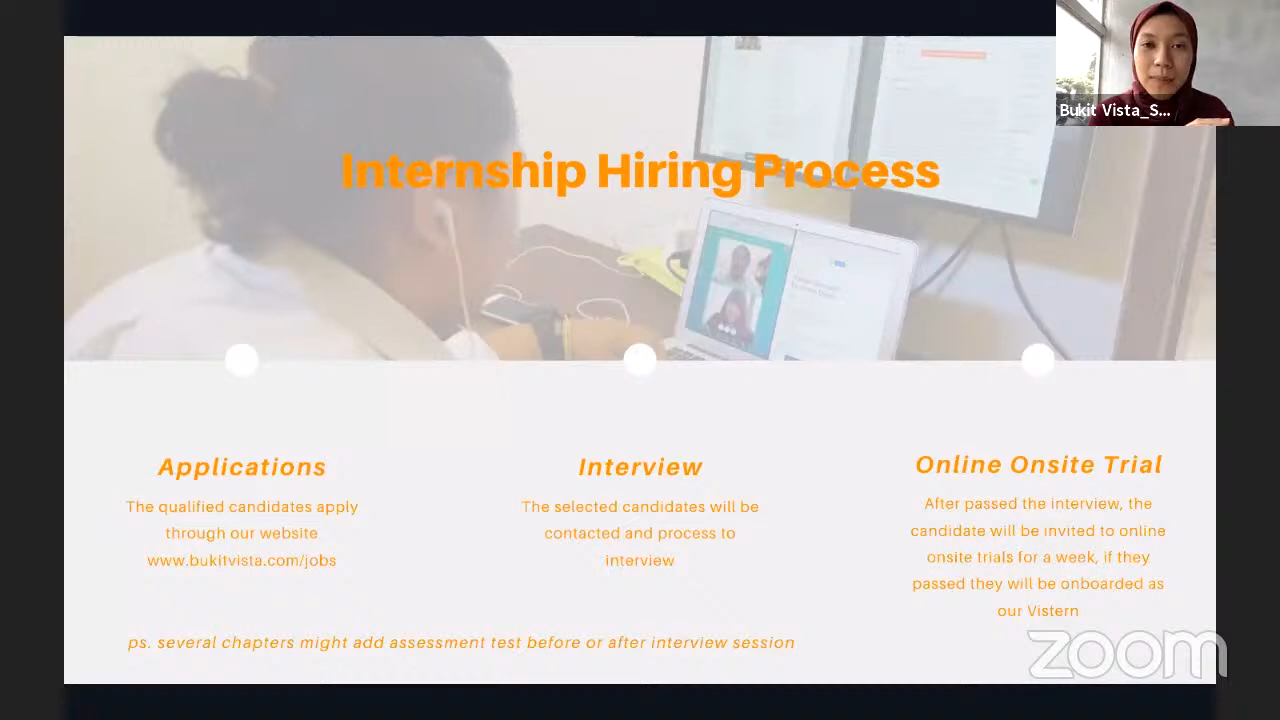 Bukit Vista_S...
Internship Hiring Process
Applications
The qualified candidates apply
through our website
www.bukitvista.com/jobs
Interview
The selected candidates will be
contacted and process to
interview
Online Onsite Trial
After passed the interview, the
candidate will be invited to online
onsite trials for a week, if they
passed they will be onboarded as
our Vistern
ps. several chapters might add assessment test before or after interview session
zoom